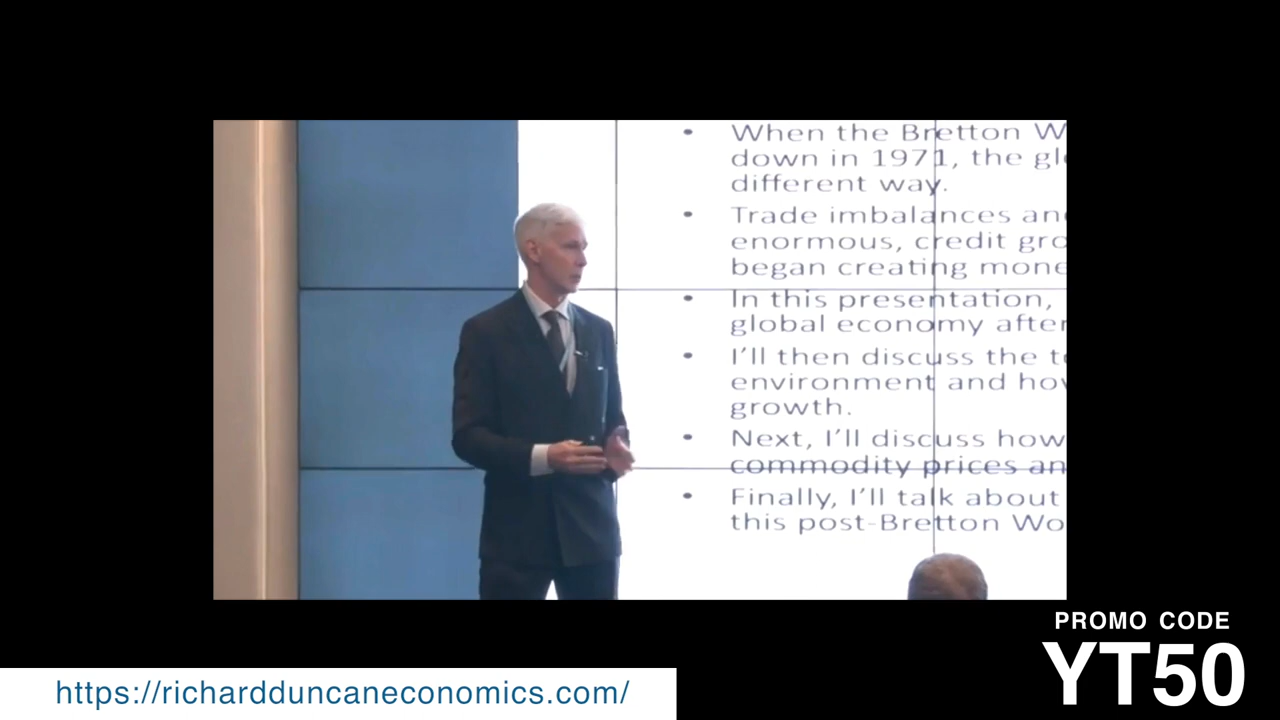 • When the Bretton W
down in 1971, the gl
different way.
• Trade imbalances an
enormous, credit gro
began creating mone
• In this presentation,
global economy after
• I'll then discuss the t
environment and how
growth.
• Next, I'll discuss how
commodity prices an
• Finally, I'll talk about
this post-Bretton Wo
PROMO CODE
YT50
https://richardduncaneconomics.com/